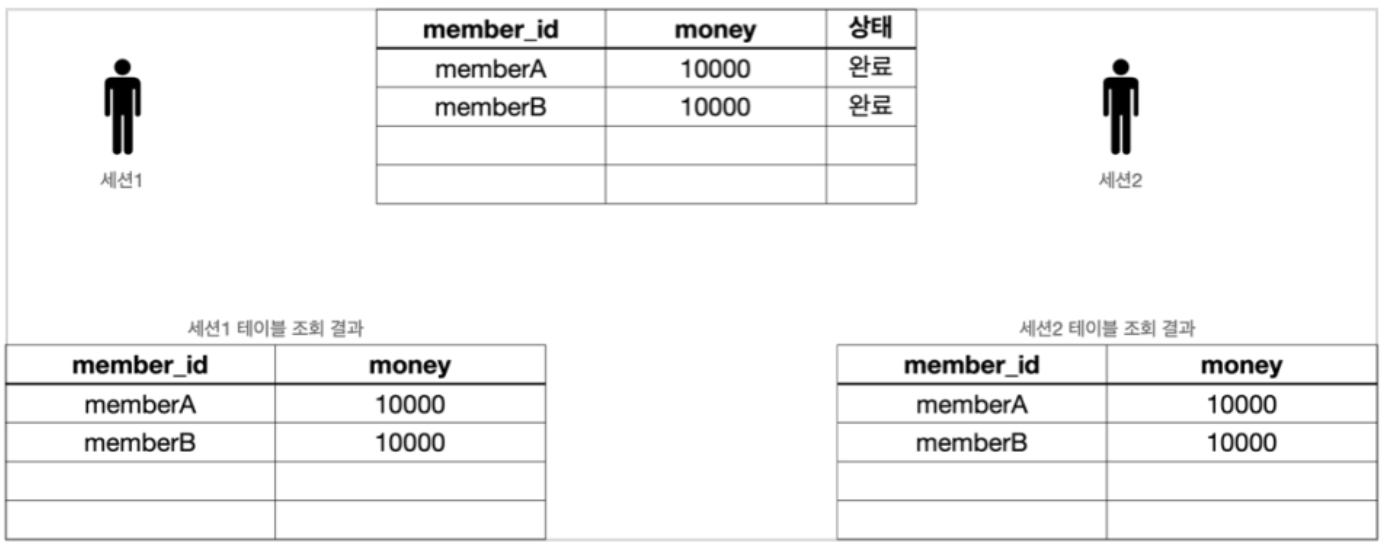 member_id money 상태
memberA 10000 완료
memberB 10000 완료
세션1
세션2
세션1 테이블 조회 결과
member_id money
memberA 10000
memberB 10000
세션2 테이블 조회 결과
member_id money
memberA 10000
memberB 10000